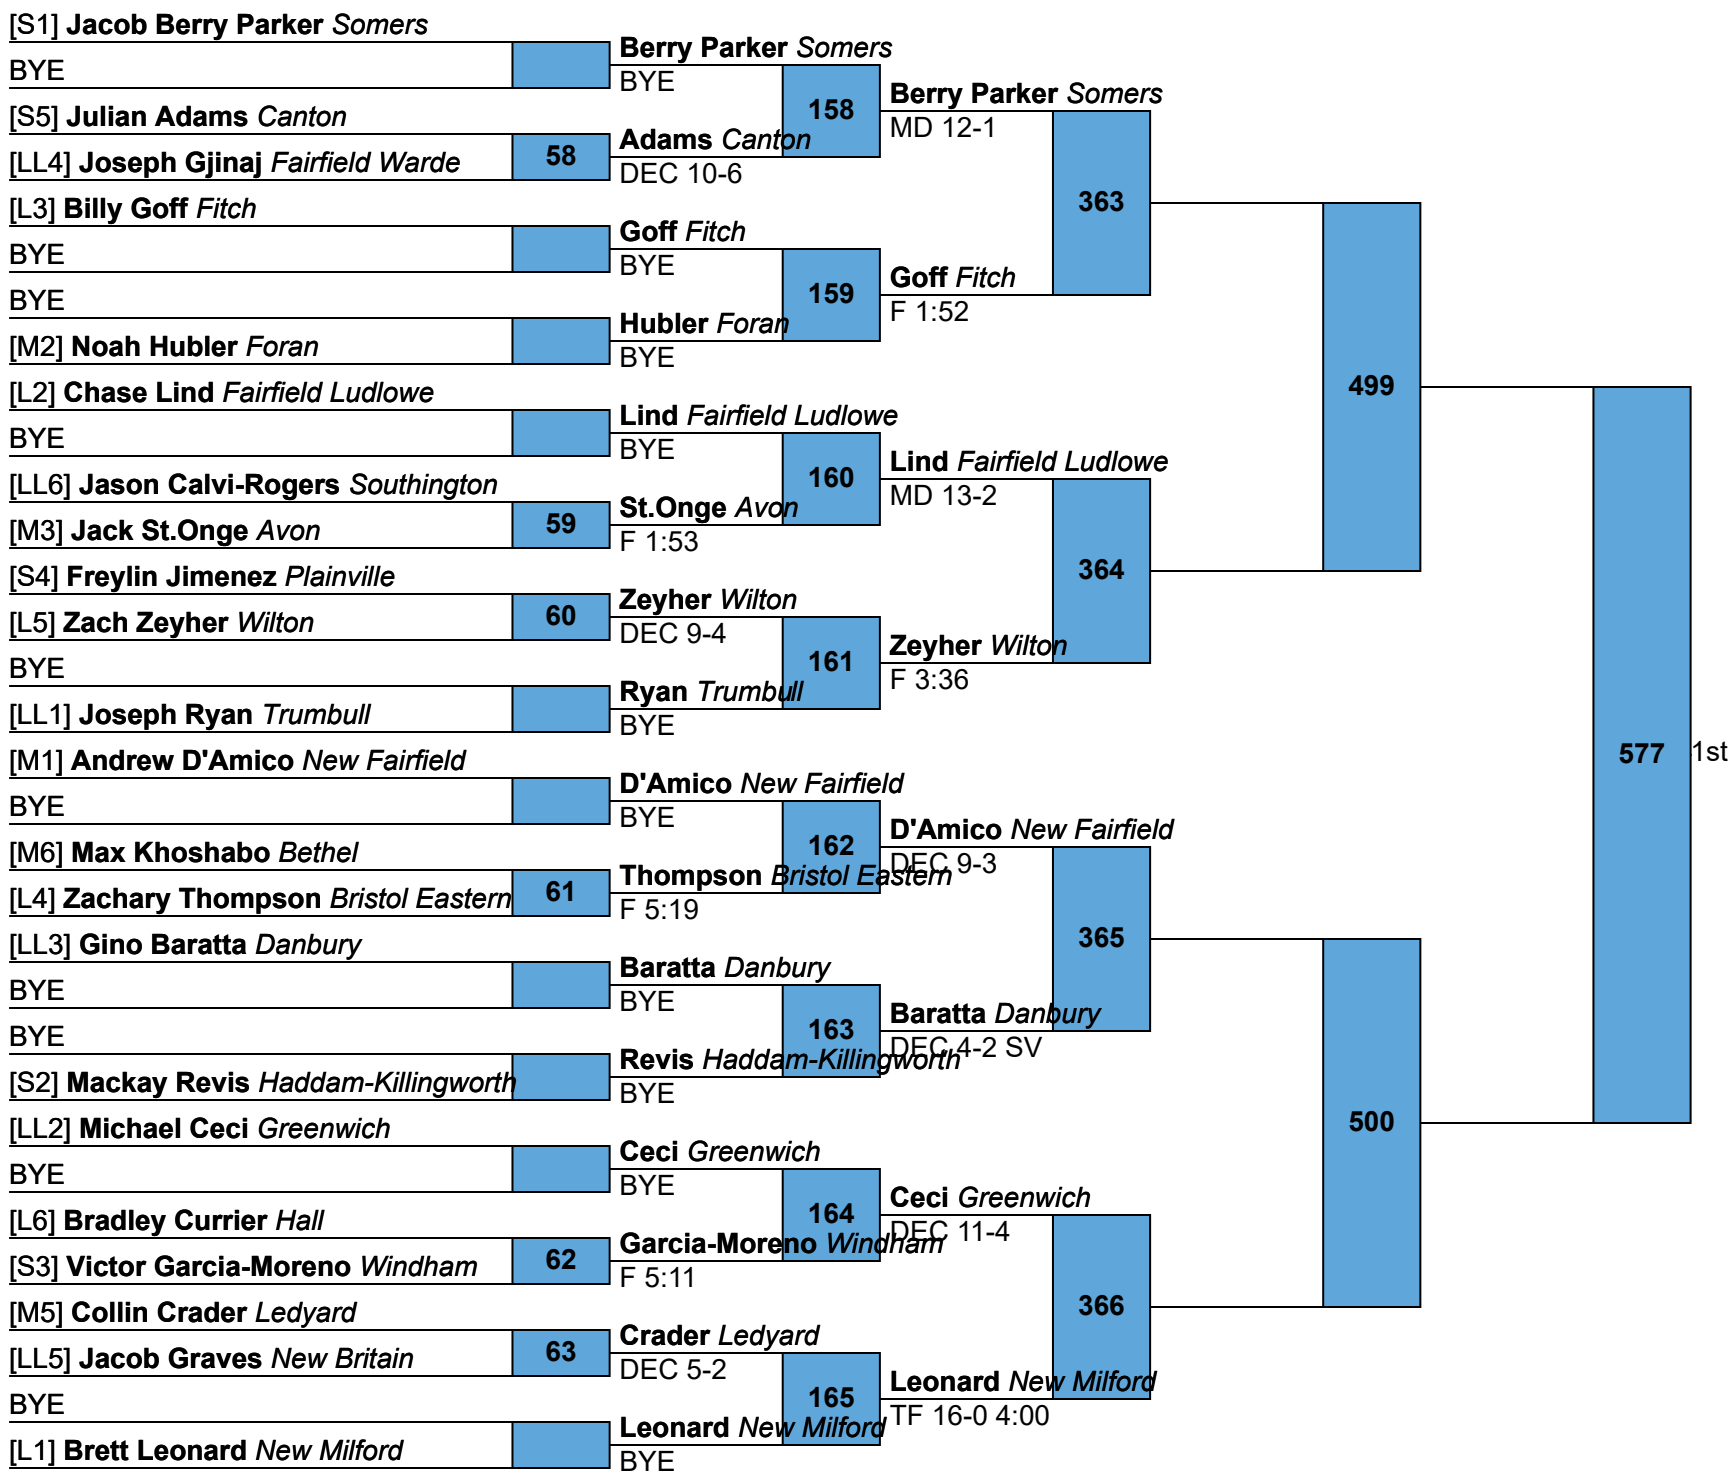 [S1] Jacob Berry Parker Somers
BYE
[S5] Julian Adams Canton
[LL4] Joseph Gjinaj Fairfield Warde
[L3] Billy Goff Fitch
BYE
BYE
[M2] Noah Hubler Foran
[L2] Chase Lind Fairfield Ludlowe
BYE
[LL6] Jason Calvi-Rogers Southington
[M3] Jack St.Onge Avon
[S4] Freylin Jimenez Plainville
[L5] Zach Zeyher Wilton
BYE
[LL1] Joseph Ryan Trumbull
[M1] Andrew D'Amico New Fairfield
BYE
[M6] Max Khoshabo Bethel
[L4] Zachary Thompson Bristol Eastern
[LL3] Gino Baratta Danbury
BYE
BYE
[S2] Mackay Revis Haddam-Killingworth
[LL2] Michael Ceci Greenwich
BYE
[L6] Bradley Currier Hall
[S3] Victor Garcia-Moreno Windham
[M5] Collin Crader Ledyard
[LL5] Jacob Graves New Britain
BYE
[L1] Brett Leonard New Milford
58
59
60
61
62
63
Berry Parker Somers
BYE
Adams Canton
DEC 10-6
Goff Fitch
BYE
Hubler Foran
BYE
Lind Fairfield Ludlowe
BYE
St.Onge Avon
F 1:53
Zeyher Wilton
DEC 9-4
Ryan Trumbull
BYE
D'Amico New Fairfield
BYE
Thompson Bristol Eastern
F 5:19
Baratta Danbury
BYE
Revis Haddam-Killingworth
BYE
Ceci Greenwich
BYE
Garcia-Moreno Windham
F 5:11
Crader Ledyard
DEC 5-2
Leonard New Milford
BYE
158
159
160
161
162
163
164
165
Berry Parker Somers
MD 12-1
Goff Fitch
F 1:52
Lind Fairfield Ludlowe
MD 13-2
Zeyher Wilton
F 3:36
D'Amico New Fairfield
DEC 9-3
Baratta Danbury
DEC 4-2 SV
Ceci Greenwich
DEC 11-4
Leonard New Milford
TF 16-0 4:00
363
364
365
366
499
500
577
1st